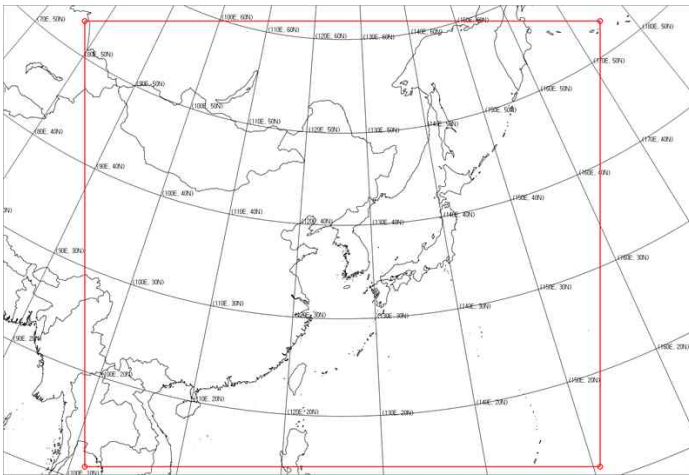 (70E, 50N)
(100E, 60N)
(110E, 60N)
(120E, 60N)
(130E, 60N)
(140E, 60N)
(150E, 60N)
(180E, 50N)
(80E, 50N)
(170E, 50N)
(90E, 50N)
(160E, 50N)
(100E, 50N)
(150E, 50N)
(110E, 50N)
(120E, 50N)
(130E, 50N)
(140E, 50N)
(80E, 40N)
(170E, 40N)
(90E, 40N)
(160E, 40N)
(100E, 40N)
(150E, 40N)
(110E, 40N)
(140E, 40N)
(120E, 40N)
(130E, 40N)
(90E, 30N)
(160E, 30N)
(100E, 30N)
(150E, 30N)
(110E, 30N)
(140E, 30N)
(120E, 30N)
(130E, 30N)
(90E, 20N)
(160E, 20N)
(100E, 20N)
(150E, 20N)
(110E, 20N)
(140E, 20N)
(120E, 20N)
(130E, 20N)
(100E, 10N)